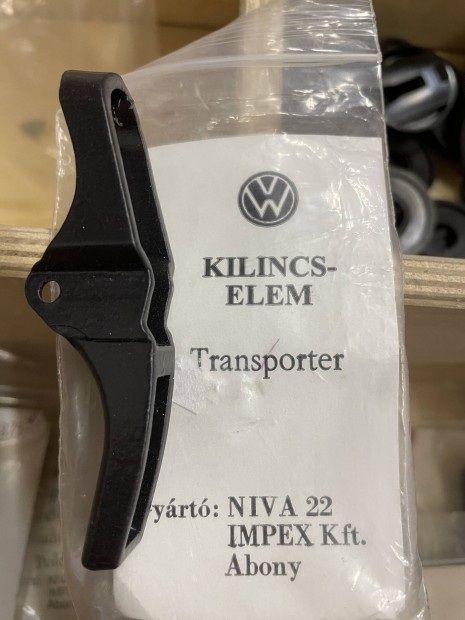 KILINCS-
ELEM
Transporter
yártó: NIVA 22
IMPEX Kft.
Abony